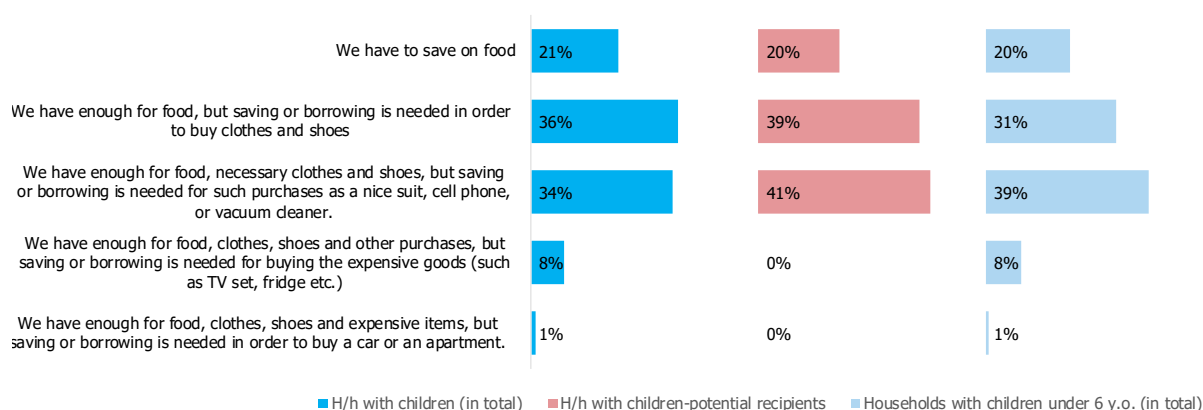 We have to save on food
21%
20%
20%
We have enough for food, but saving or borrowing is needed in order
to buy clothes and shoes
36%
39%
31%
We have enough for food, necessary clothes and shoes, but saving
or borrowing is needed for such purchases as a nice suit, cell phone,
or vacuum cleaner.
34%
41%
39%
We have enough for food, clothes, shoes and other purchases, but
saving or borrowing is needed for buying the expensive goods (such
as TV set, fridge etc.)
8%
0%
8%
We have enough for food, clothes, shoes and expensive items, but
saving or borrowing is needed in order to buy a car or an apartment.
1%
0%
1%
H/h with children (in total) H/h with children-potential recipients Households with children under 6 y.o. (in total)